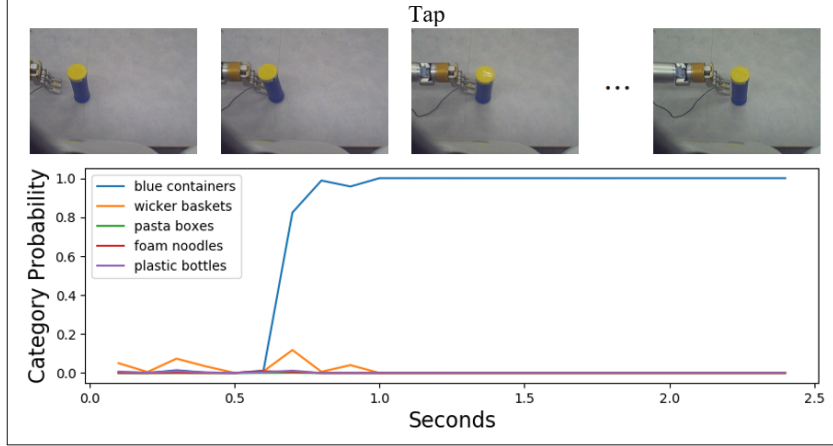 Tap
...
blue containers
wicker baskets
pasta boxes
foam noodles
plastic bottles
Category Probability
1.0
0.8
0.6
0.4
0.2
0.0
0.0
0.5
1.0
1.5
2.0
2.5
Seconds